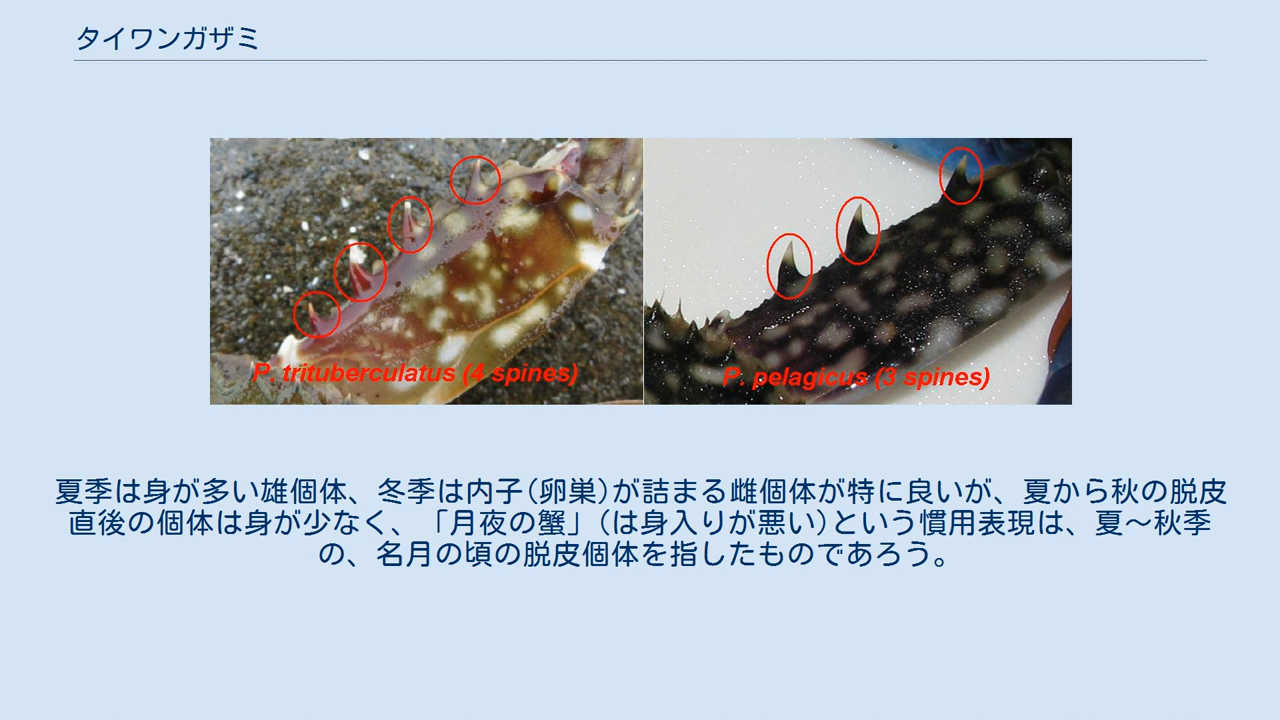 タイワンガザミ
P. trituberculatus (4 spines)
P. pelagicus (3 spines)
夏季は身が多い雄個体、冬季は内子(卵巣)が詰まる雌個体が特に良いが、夏から秋の脱皮
直後の個体は身が少なく、「月夜の蟹」(は身入りが悪い)という慣用表現は、夏〜秋季
の、名月の頃の脱皮個体を指したものであろう。